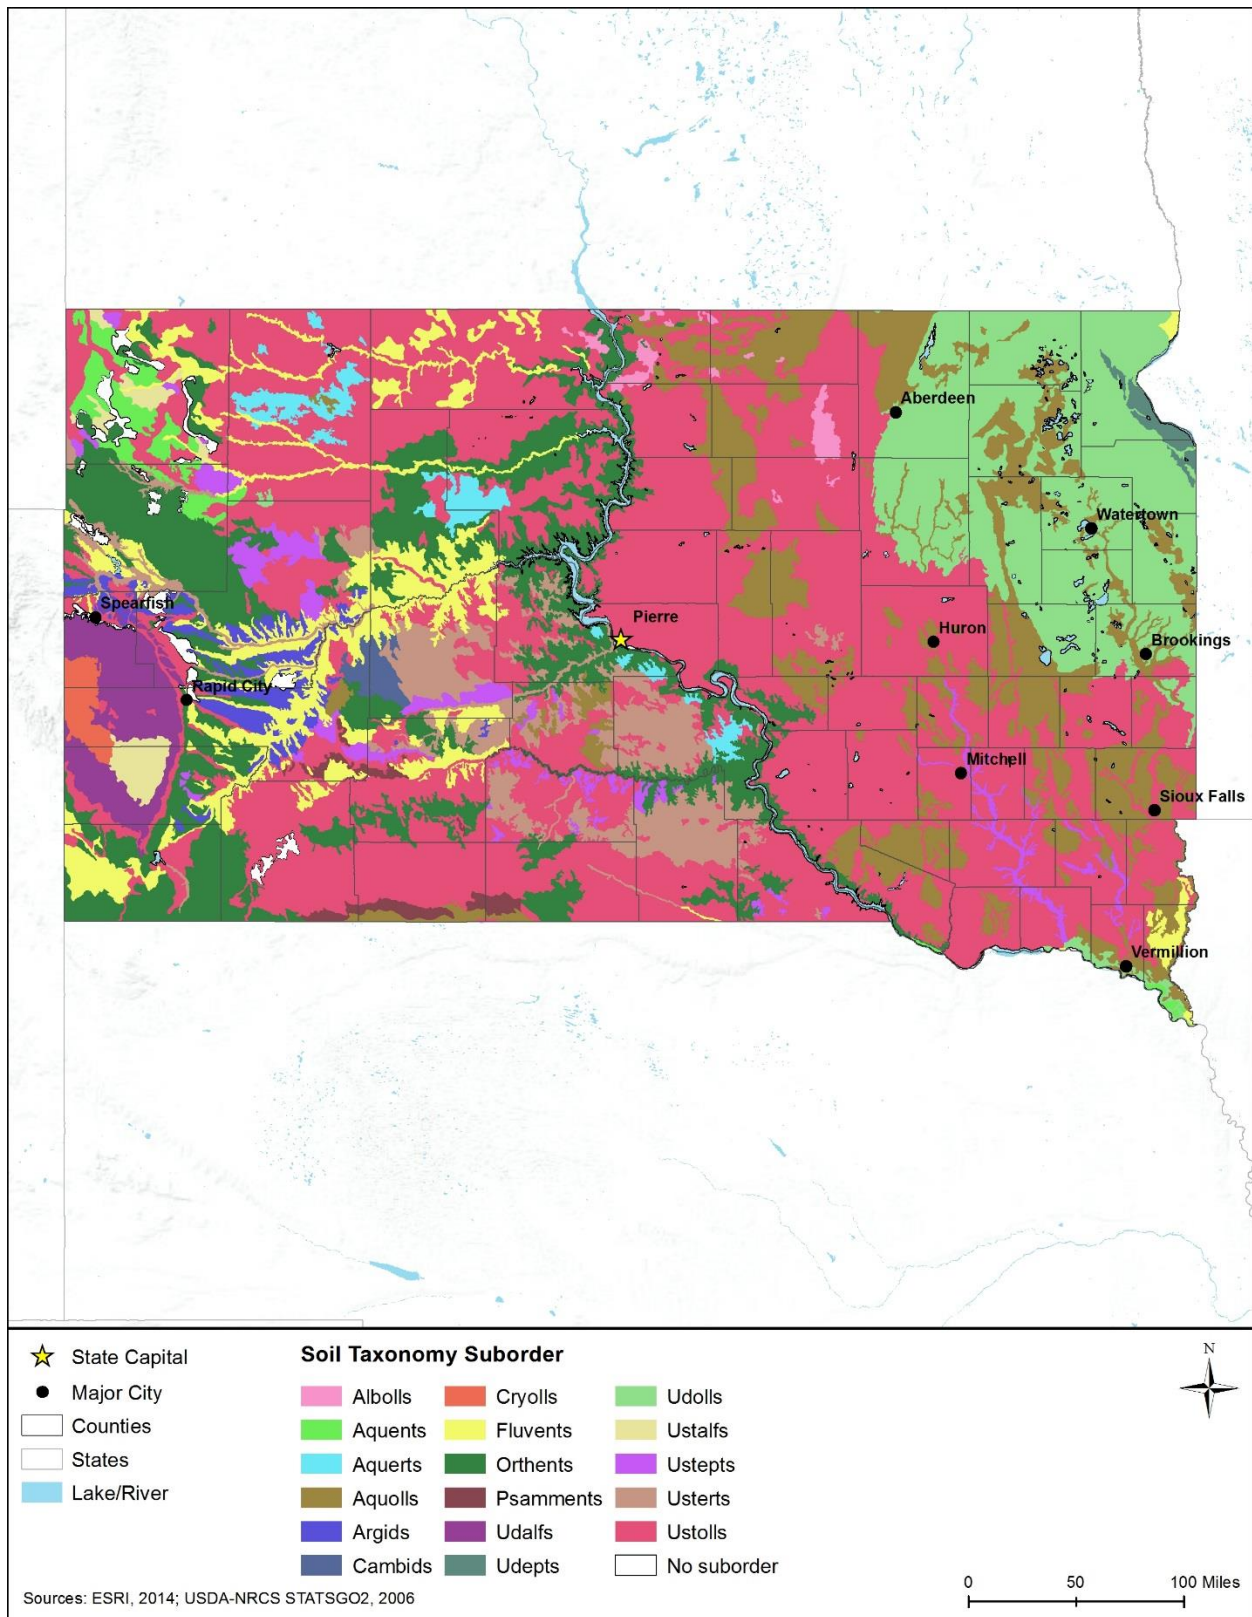 Aberdeen
Watertown
Spearfish
Pierre
Huron
Brookings
Rapid City
Mitchell
Sioux Falls
Vermillion
State Capital
Major City
Counties
States
Lake/River
Soil Taxonomy Suborder
Albolls
Aquents
Aquerts
Aquolls
Argids
Cambids
Cryolls
Fluvents
Orthents
Psamments
Udalfs
Udepts
Udolls
Ustalfs
Ustepts
Usterts
Ustolls
No suborder
N
0 50 100 Miles
Sources: ESRI, 2014; USDA-NRCS STATSGO2, 2006